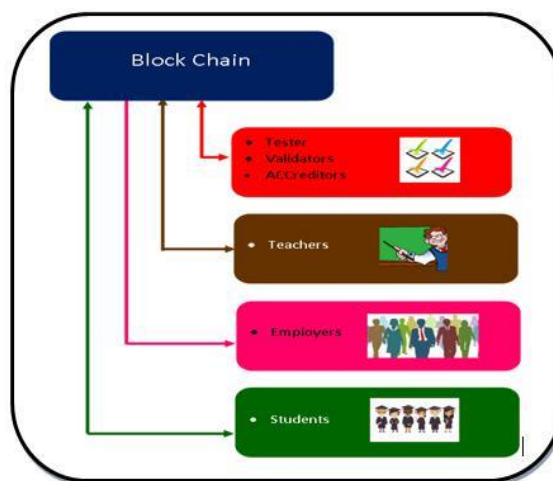 Block Chain
• Tester
• Validators
• ACCreditors
• Teachers
• Employers
• Students